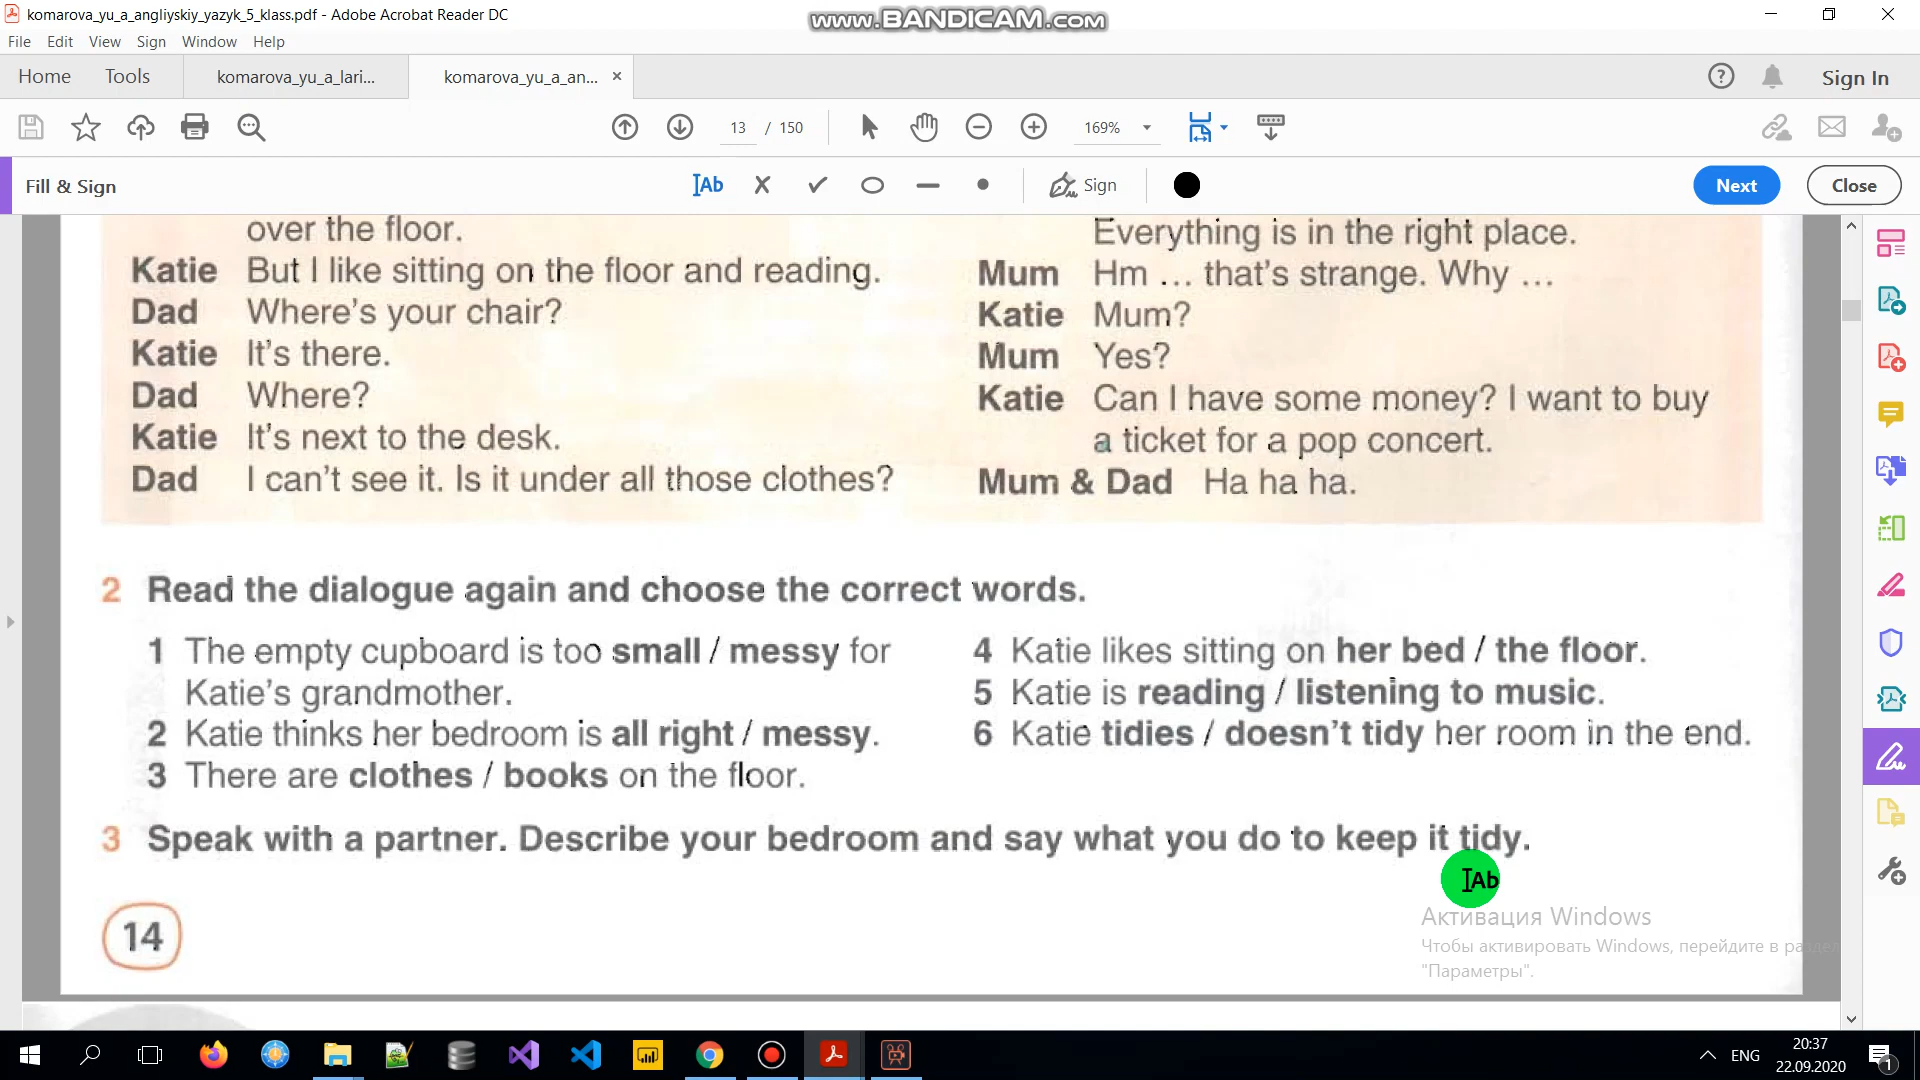 komarova_yu_a_angliyskiy_yazyk_5_klass.pdf - Adobe Acrobat Reader DC
www.BANDICAM.com
File Edit View Sign Window Help
Home Tools komarova_yu_a_lari... komarova_yu_a_an... Sign In
13 / 150 169%
Fill & Sign Ab Sign Next Close
over the floor.
Katie But I like sitting on the floor and reading.
Dad Where's your chair?
Katie It's there.
Dad Where?
Katie It's next to the desk.
Dad I can't see it. Is it under all those clothes?
Everything is in the right place.
Mum Hm ... that's strange. Why ...
Katie Mum?
Mum Yes?
Katie Can I have some money? I want to buy
a ticket for a pop concert.
Mum & Dad Ha ha ha.
2 Read the dialogue again and choose the correct words.
1 The empty cupboard is too small / messy for
Katie's grandmother.
2 Katie thinks her bedroom is all right / messy.
3 There are clothes / books on the floor.
4 Katie likes sitting on her bed / the floor.
5 Katie is reading / listening to music.
6 Katie tidies / doesn't tidy her room in the end.
3 Speak with a partner. Describe your bedroom and say what you do to keep it tidy.
Ab
14
Активация Windows
Чтобы активировать Windows, перейдите в раздел
"Параметры".
ENG
20:37
22.09.2020
1